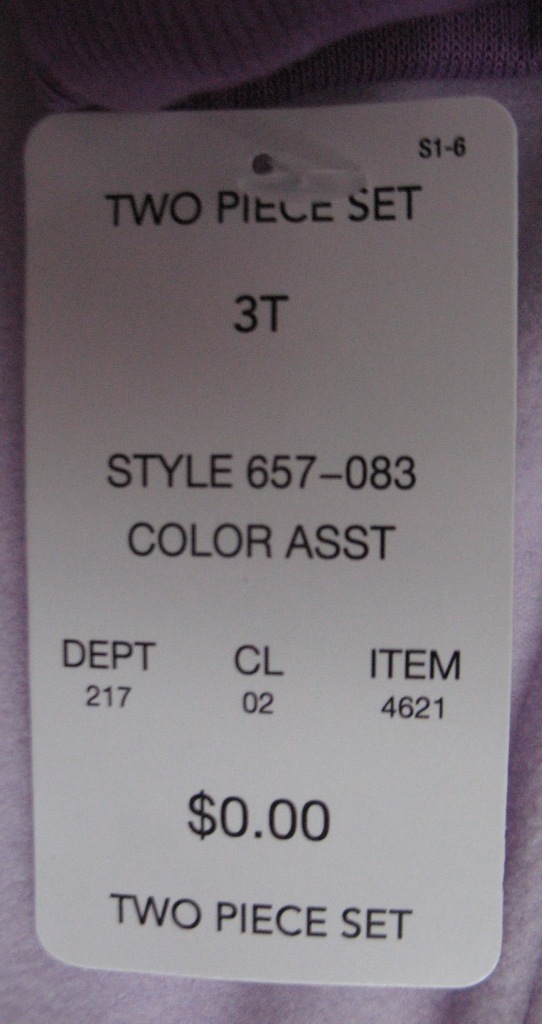 S1-6
TWO PIECE SET
3T
STYLE 657-083
COLOR ASST
DEPT CL ITEM
217 02 4621
$0.00
TWO PIECE SET